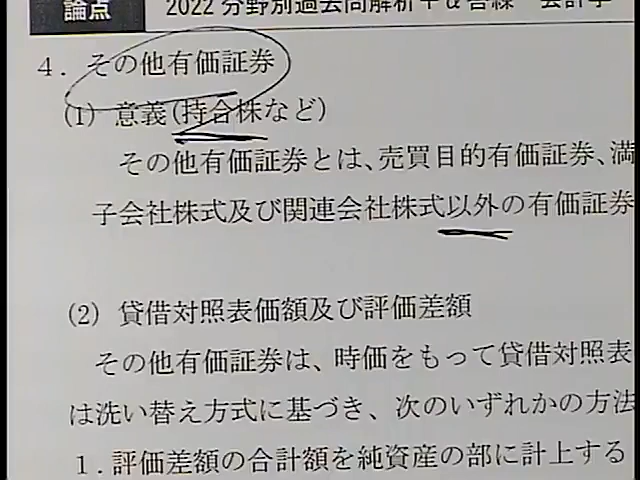 論点
2022 分野別過去問解析+α答練 会計学
4．その他有価証券
(1) 意義(持合株など)
その他有価証券とは、売買目的有価証券、満
子会社株式及び関連会社株式以外の有価証券
(2) 貸借対照表価額及び評価差額
その他有価証券は、時価をもって貸借対照表
は洗い替え方式に基づき、次のいずれかの方法
1．評価差額の合計額を純資産の部に計上する